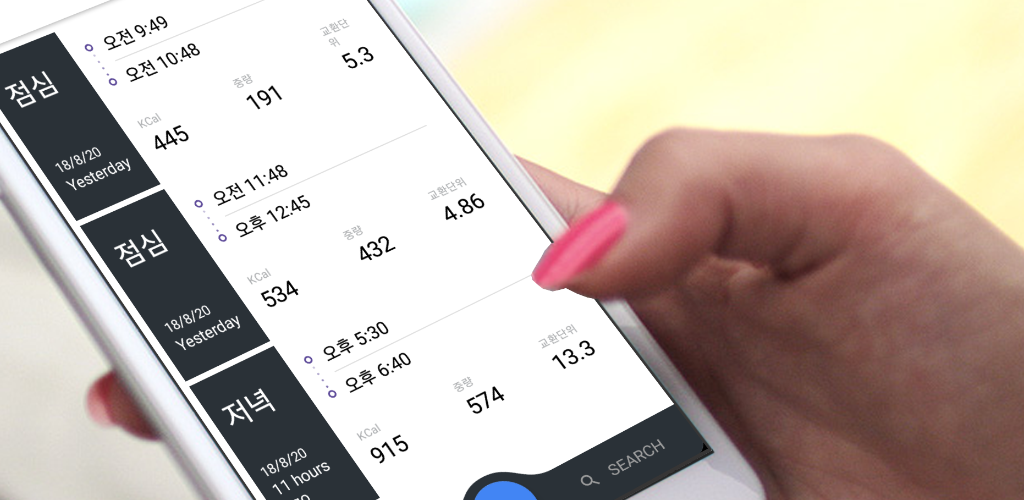 점심
18/8/20
Yesterday
오전 9:49
오전 10:48
KCal
445
중량
191
교환단
위
5.3
점심
18/8/20
Yesterday
오전 11:48
오후 12:45
KCal
534
중량
432
교환단위
4.86
저녁
18/8/20
11 hours
오후 5:30
오후 6:40
KCal
915
중량
574
교환단위
13.3
SEARCH